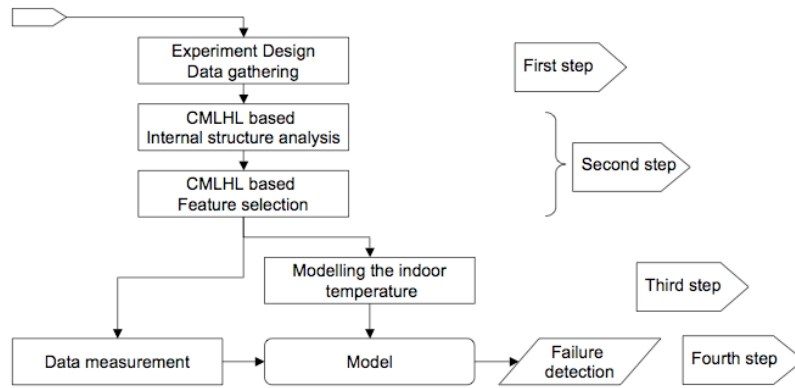 Experiment Design
Data gathering
First step
CMLHL based
Internal structure analysis
Second step
CMLHL based
Feature selection
Modelling the indoor
temperature
Third step
Data measurement
Model
Failure
detection
Fourth step